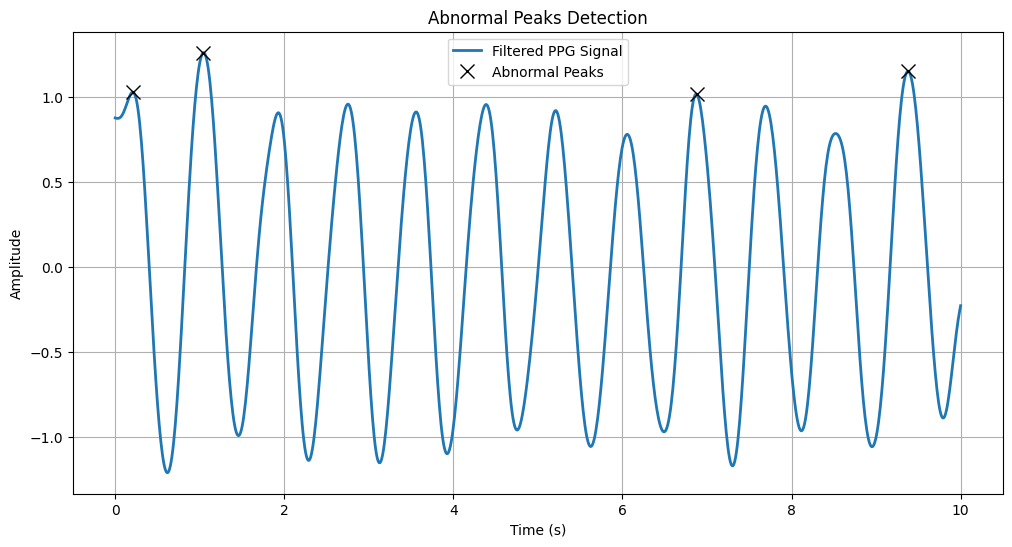 Abnormal Peaks Detection
Filtered PPG Signal
Abnormal Peaks
Amplitude
1.0
0.5
0.0
−0.5
−1.0
0
2
4
6
8
10
Time (s)